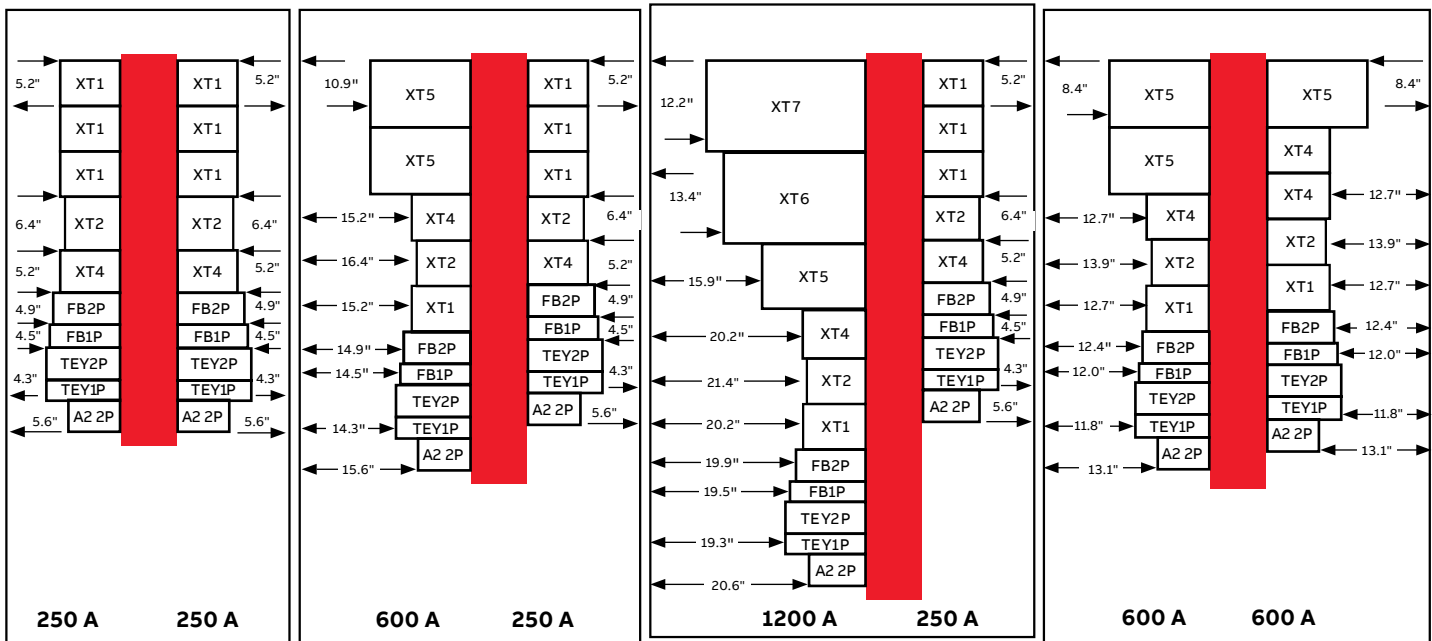 5.2" XT1 XT1 5.2"
XT1 XT1
XT1 XT1
6.4" XT2 XT2 6.4"
5.2" XT4 XT4 5.2"
4.9" FB2P FB2P 4.9"
4.5" FB1P FB1P 4.5"
TEY2P TEY2P
4.3" TEY1P TEY1P 4.3"
5.6" A2 2P A2 2P 5.6"
250 A 250 A
10.9" XT5 XT1 5.2"
XT1
XT5 XT1
15.2" XT4 XT2 6.4"
16.4" XT2 XT4 5.2"
15.2" XT1 FB2P 4.9"
FB1P 4.5"
14.9" FB2P TEY2P
14.5" FB1P TEY1P 4.3"
TEY2P A2 2P 5.6"
14.3" TEY1P
15.6" A2 2P
600 A 250 A
12.2" XT7 XT1 5.2"
XT1
XT1
13.4" XT6 XT2 6.4"
15.9" XT5 XT4 5.2"
FB2P 4.9"
20.2" XT4 FB1P 4.5"
TEY2P
21.4" XT2 TEY1P 4.3"
20.2" XT1 A2 2P 5.6"
19.9" FB2P
19.5" FB1P
TEY2P
19.3" TEY1P
20.6" A2 2P
1200 A 250 A
8.4" XT5 XT5 8.4"
XT5 XT4
XT4 12.7"
12.7" XT4
XT2 13.9"
13.9" XT2
XT1 12.7"
12.7" XT1
FB2P 12.4"
12.4" FB2P
FB1P 12.0"
12.0" FB1P
TEY2P
TEY2P
TEY1P 11.8"
11.8" TEY1P
A2 2P 13.1"
13.1" A2 2P
600 A 600 A